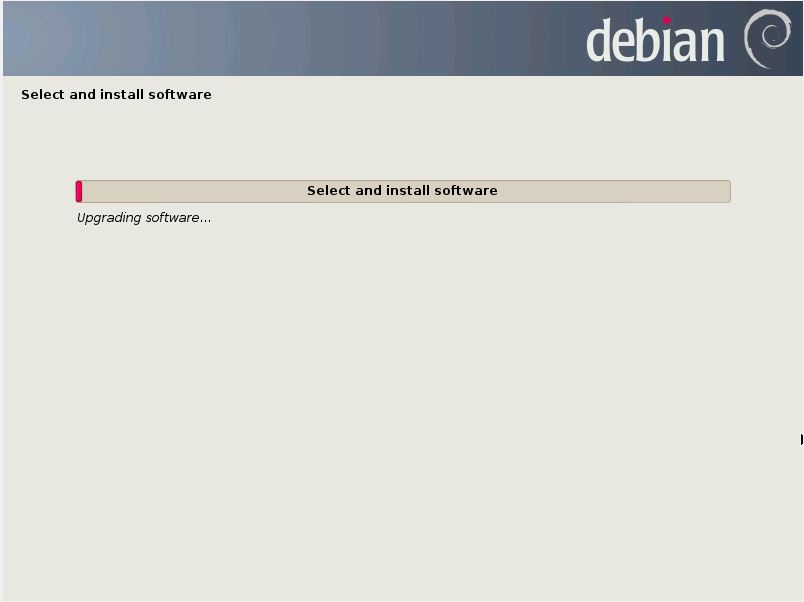 debian
Select and install software
Select and install software
Upgrading software...